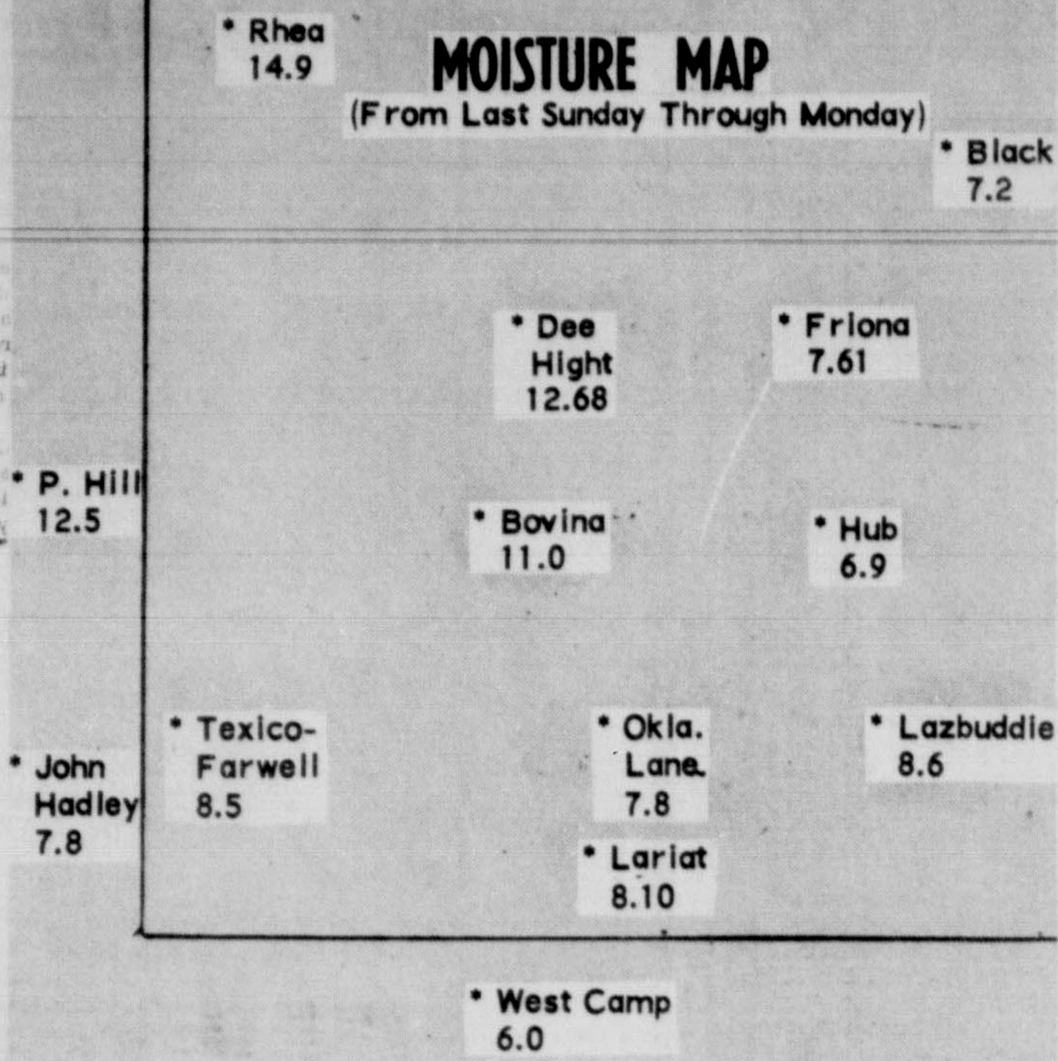 * Rhea
14.9
MOISTURE MAP
(From Last Sunday Through Monday)
* Black
7.2
* Dee
Hight
12.68
* Friona
7.61
* P. Hill
12.5
* Bovina
11.0
* Hub
6.9
* Texico-
Farwell
8.5
* John
Hadley
7.8
* Okla.
Lane
7.8
* Lazbuddie
8.6
* Lariat
8.10
* West Camp
6.0